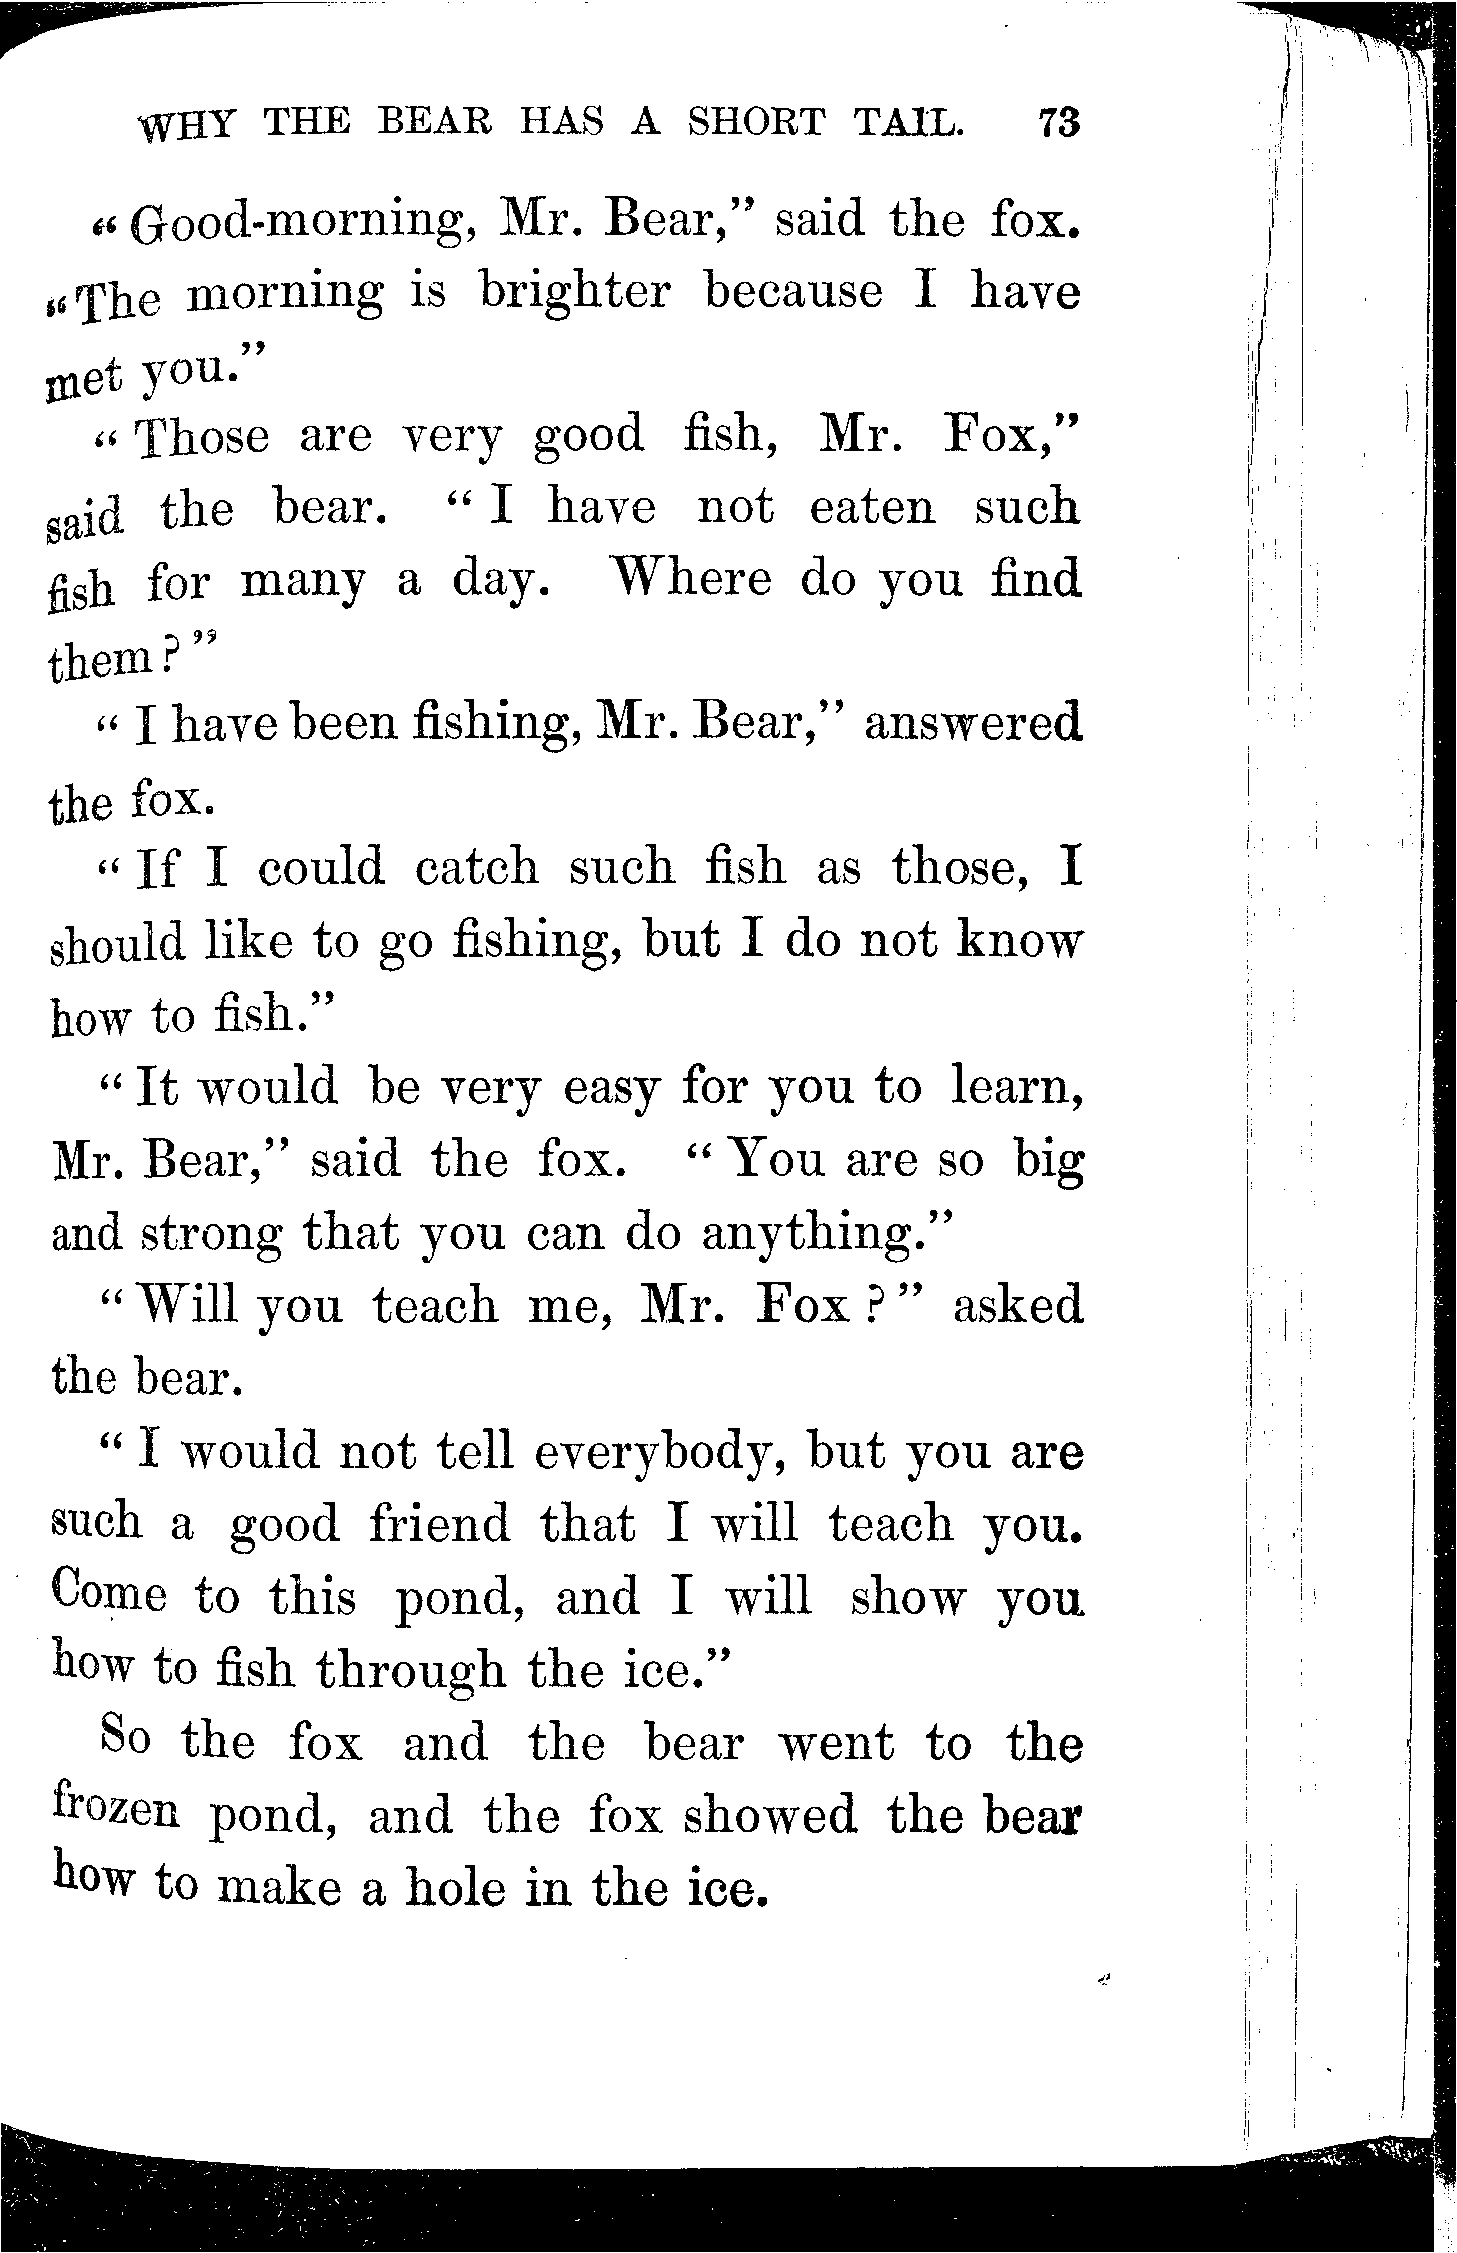 WHY THE BEAR HAS A SHORT TAIL. 73
“Good-morning, Mr. Bear,” said the fox.
“The morning is brighter because I have
met you.”
“Those are very good fish, Mr. Fox,”
said the bear. “I have not eaten such
fish for many a day. Where do you find
them?”
“I have been fishing, Mr. Bear,” answered
the fox.
“If I could catch such fish as those, I
should like to go fishing, but I do not know
how to fish.”
“It would be very easy for you to learn,
Mr. Bear,” said the fox. “You are so big
and strong that you can do anything.”
“Will you teach me, Mr. Fox?” asked
the bear.
“I would not tell everybody, but you are
such a good friend that I will teach you.
Come to this pond, and I will show you
how to fish through the ice.”
So the fox and the bear went to the
frozen pond, and the fox showed the bear
how to make a hole in the ice.